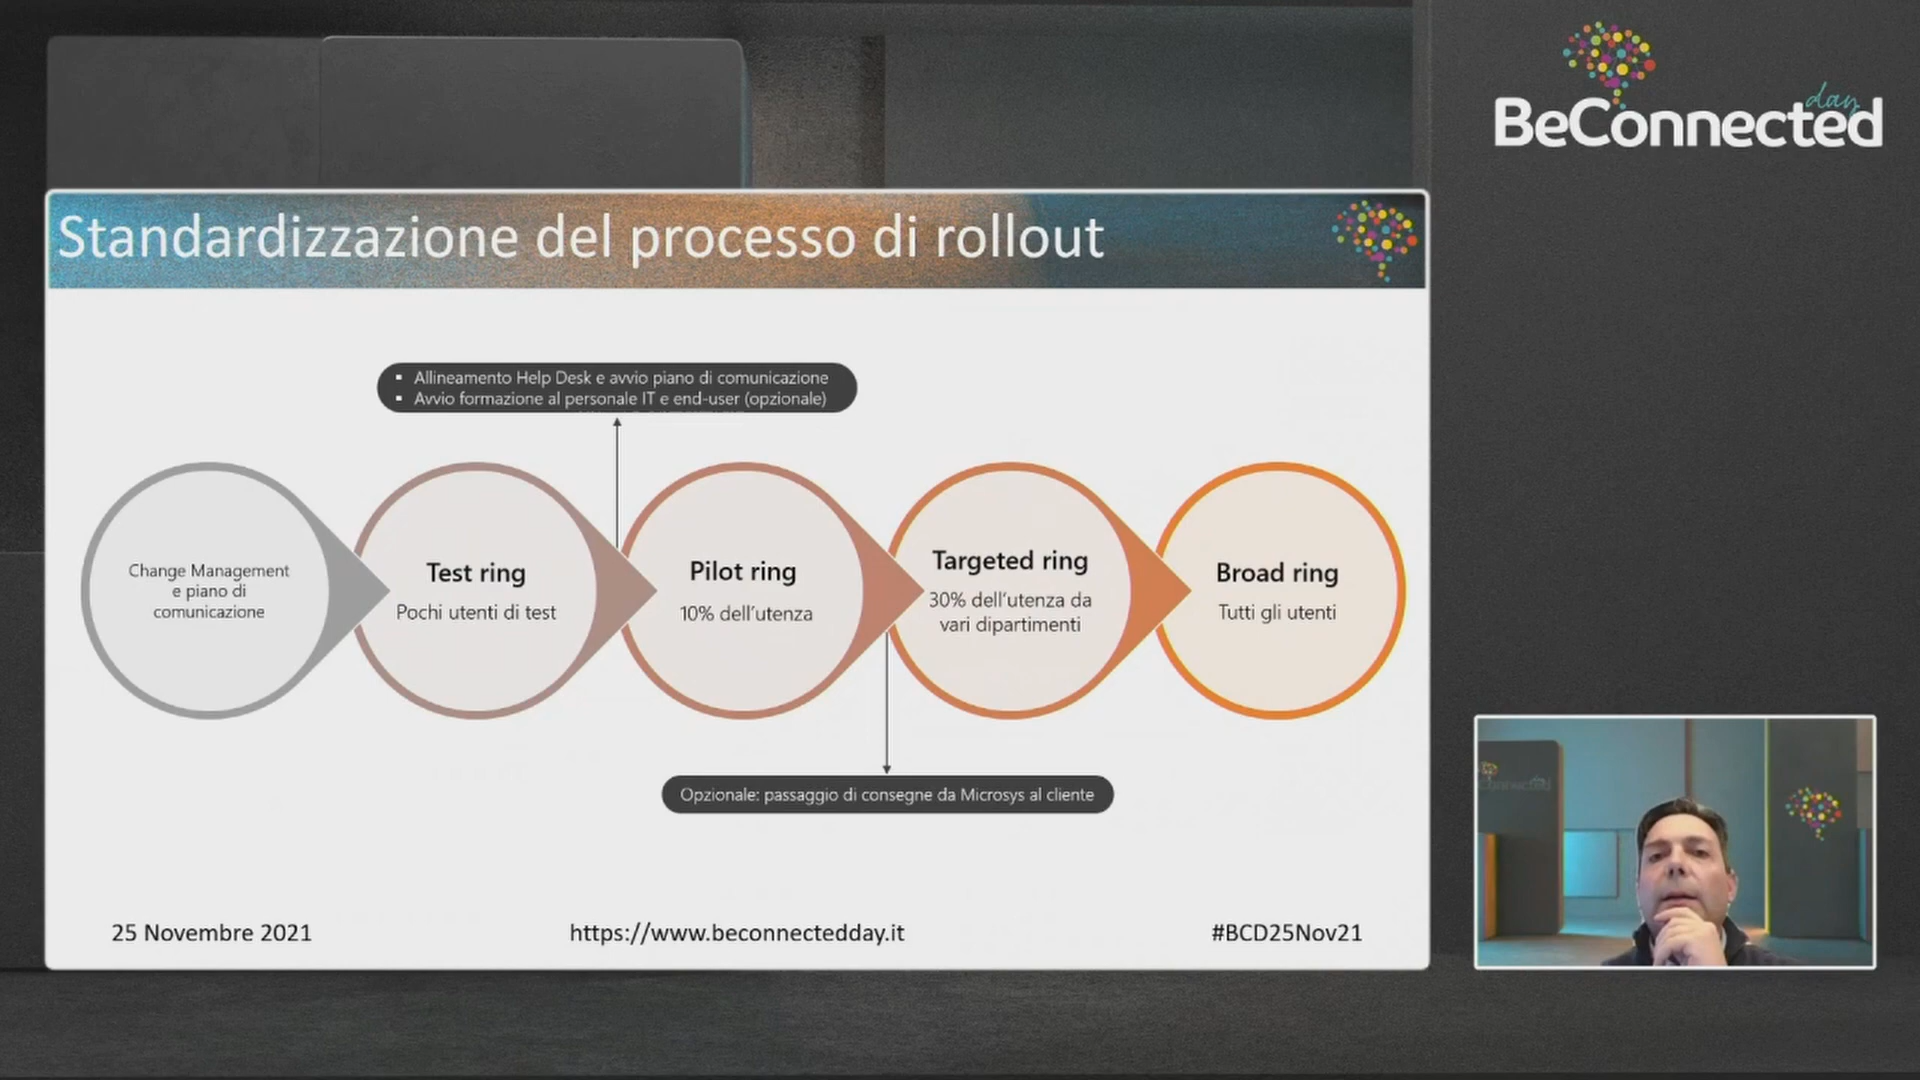 BeConnected
day
Standardizzazione del processo di rollout
▪ Allineamento Help Desk e avvio piano di comunicazione
▪ Avvio formazione al personale IT e end-user (opzionale)
Change Management
e piano di
comunicazione
Test ring
Pochi utenti di test
Pilot ring
10% dell'utenza
Targeted ring
30% dell'utenza da
vari dipartimenti
Broad ring
Tutti gli utenti
Opzionale: passaggio di consegne da Microsys al cliente
25 Novembre 2021
https://www.beconnectedday.it
#BCD25Nov21